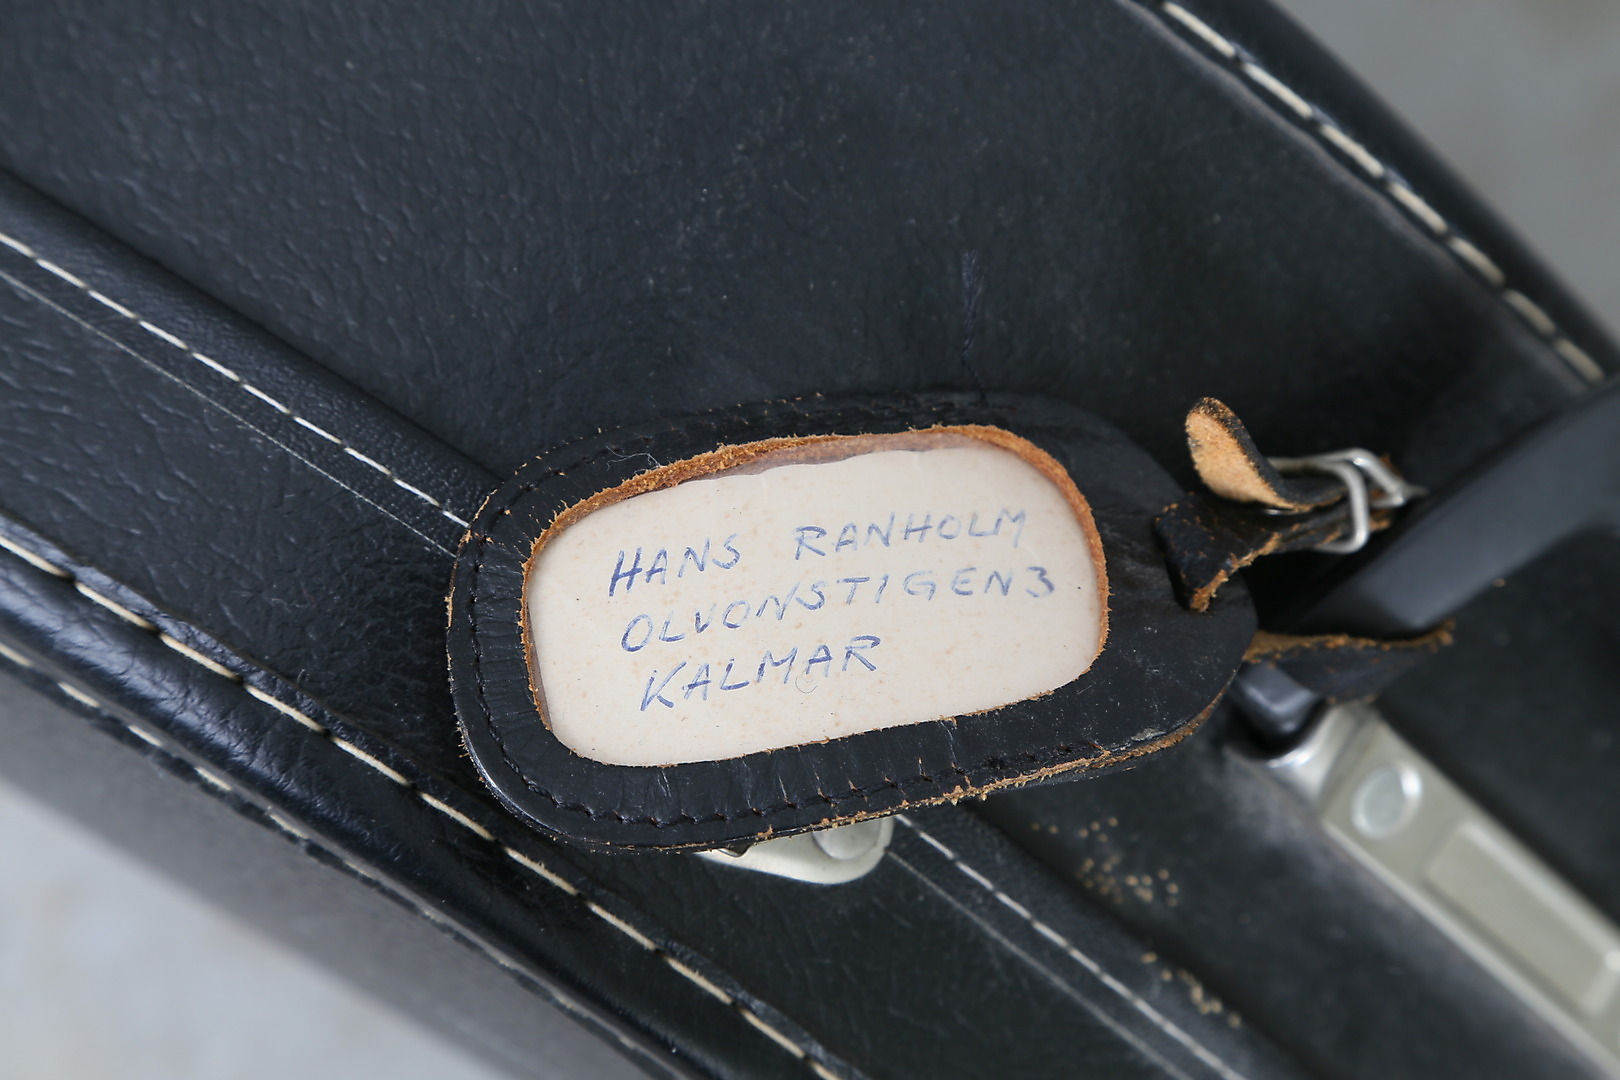 HANS RANHOLM
OLVONSTIGEN 3
KALMAR